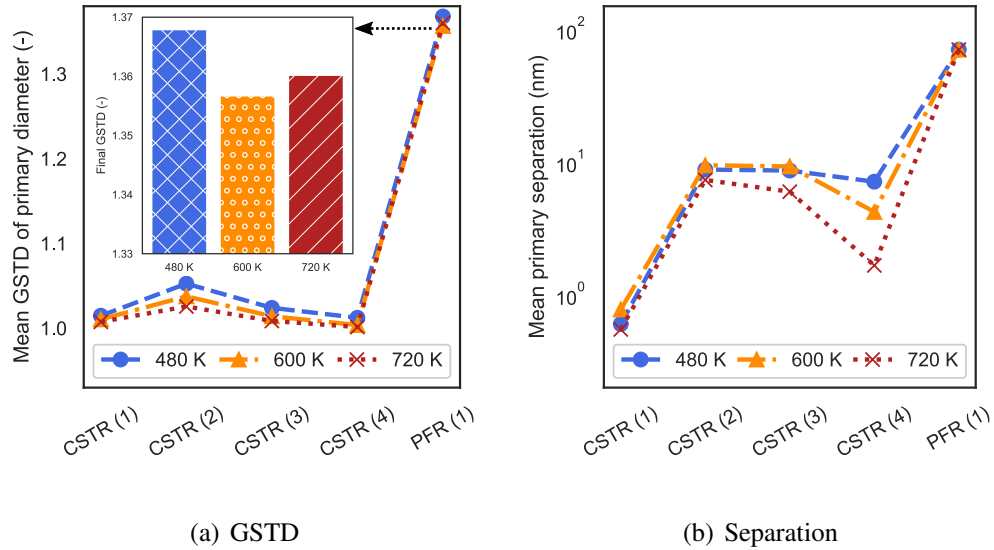 Mean GSTD of primary diameter (-)
1.3
1.2
1.1
1.0
Final GSTD (-)
1.37
1.36
1.35
1.34
1.33
480 K
600 K
720 K
480 K 600 K 720 K
CSTR (1)
CSTR (2)
CSTR (3)
CSTR (4)
PFR (1)
(a) GSTD
Mean primary separation (nm)
10²
10¹
10⁰
480 K 600 K 720 K
CSTR (1)
CSTR (2)
CSTR (3)
CSTR (4)
PFR (1)
(b) Separation